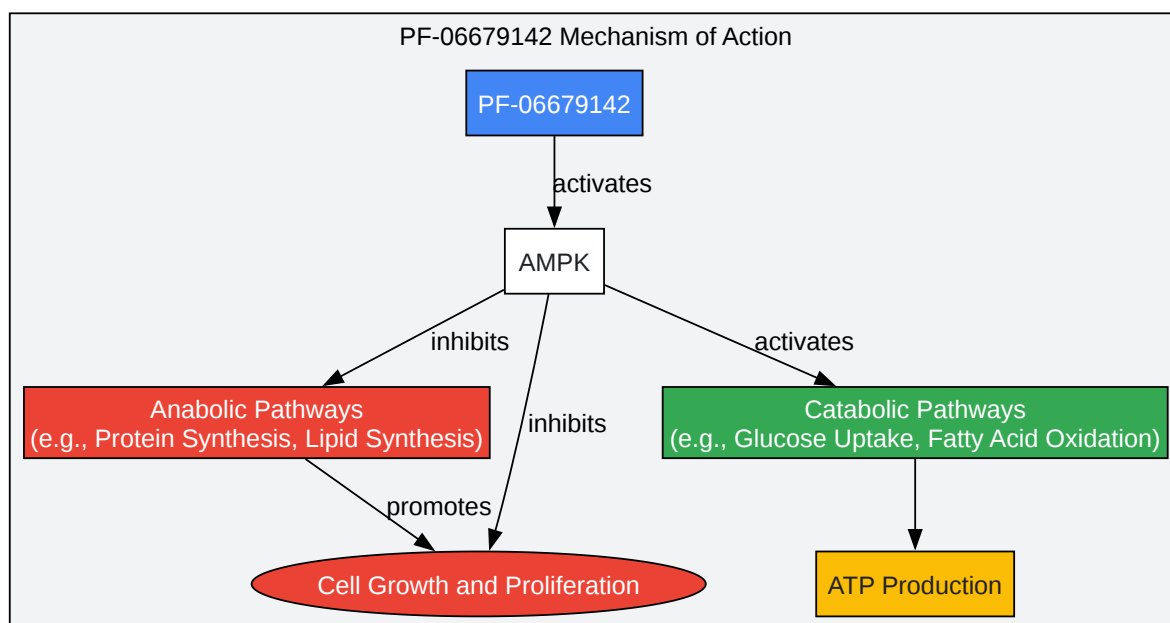 PF-06679142 Mechanism of Action
PF-06679142
activates
AMPK
inhibits
activates
Anabolic Pathways
(e.g., Protein Synthesis, Lipid Synthesis)
inhibits
Catabolic Pathways
(e.g., Glucose Uptake, Fatty Acid Oxidation)
promotes
Cell Growth and Proliferation
ATP Production